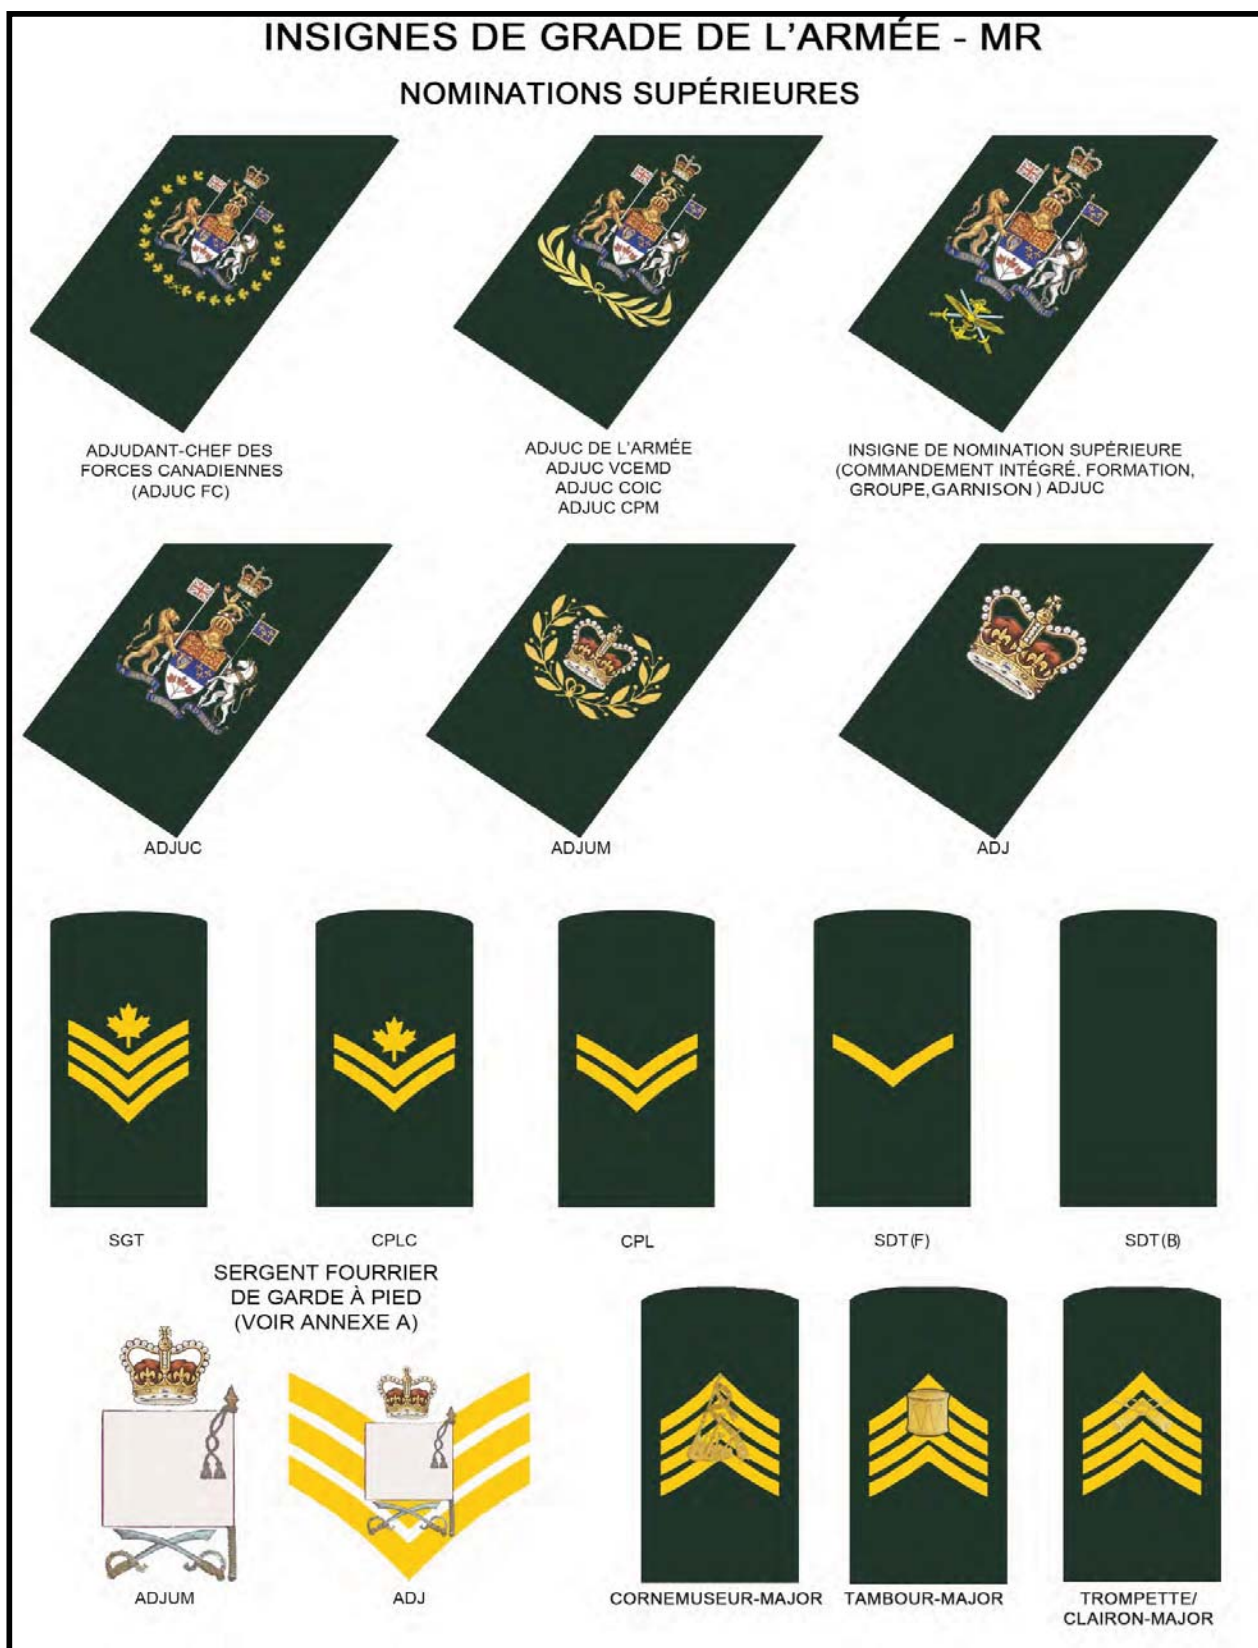 INSIGNES DE GRADE DE L'ARMÉE - MR
NOMINATIONS SUPÉRIEURES
ADJUDANT-CHEF DES
FORCES CANADIENNES
(ADJUC FC)
ADJUC DE L'ARMÉE
ADJUC VCEMD
ADJUC COIC
ADJUC CPM
INSIGNE DE NOMINATION SUPÉRIEURE
(COMMANDEMENT INTÉGRÉ, FORMATION,
GROUPE,GARNISON ) ADJUC
ADJUC
ADJUM
ADJ
SGT
CPLC
CPL
SDT(F)
SDT(B)
SERGENT FOURRIER
DE GARDE À PIED
(VOIR ANNEXE A)
ADJUM
ADJ
CORNEMUSEUR-MAJOR
TAMBOUR-MAJOR
TROMPETTE/
CLAIRON-MAJOR